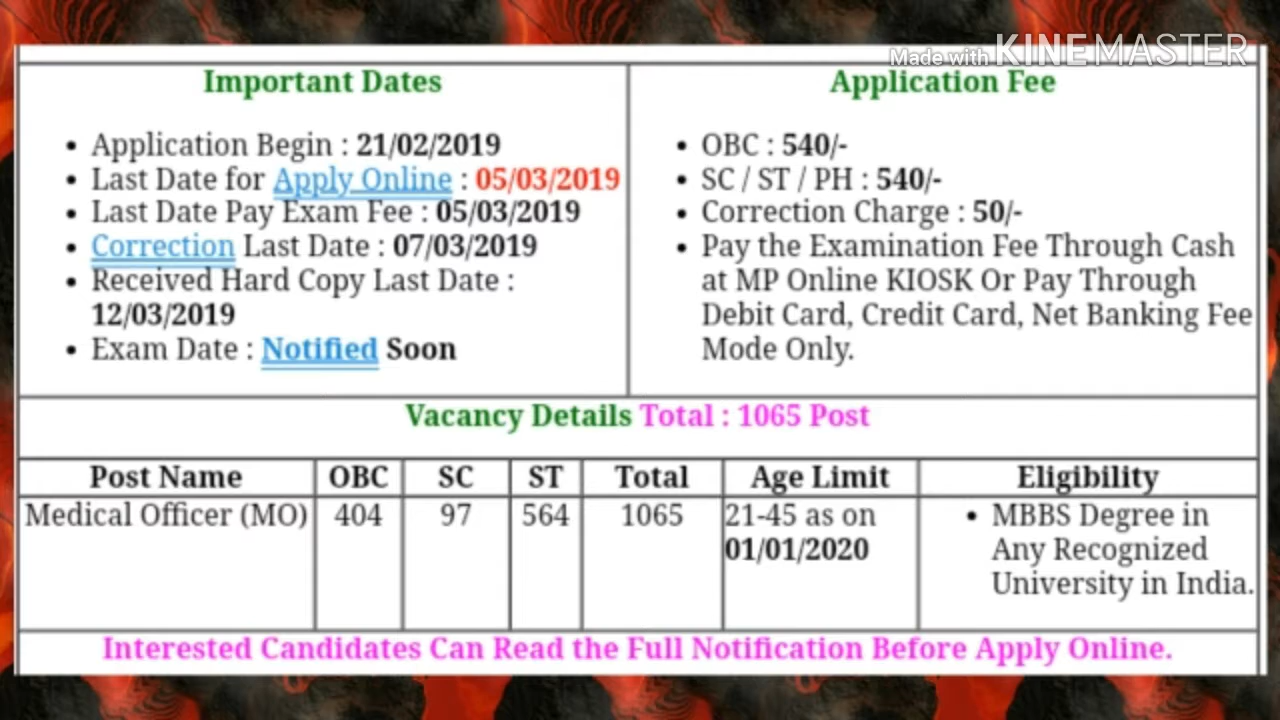 Made with KINEMASTER
Important Dates
• Application Begin : 21/02/2019
• Last Date for Apply Online : 05/03/2019
• Last Date Pay Exam Fee : 05/03/2019
• Correction Last Date : 07/03/2019
• Received Hard Copy Last Date :
12/03/2019
• Exam Date : Notified Soon
Application Fee
• OBC : 540/-
• SC / ST / PH : 540/-
• Correction Charge : 50/-
• Pay the Examination Fee Through Cash
at MP Online KIOSK Or Pay Through
Debit Card, Credit Card, Net Banking Fee
Mode Only.
Vacancy Details Total : 1065 Post
Post Name OBC SC ST Total Age Limit Eligibility
Medical Officer (MO) 404 97 564 1065 21-45 as on • MBBS Degree in
01/01/2020 Any Recognized
University in India.
Interested Candidates Can Read the Full Notification Before Apply Online.